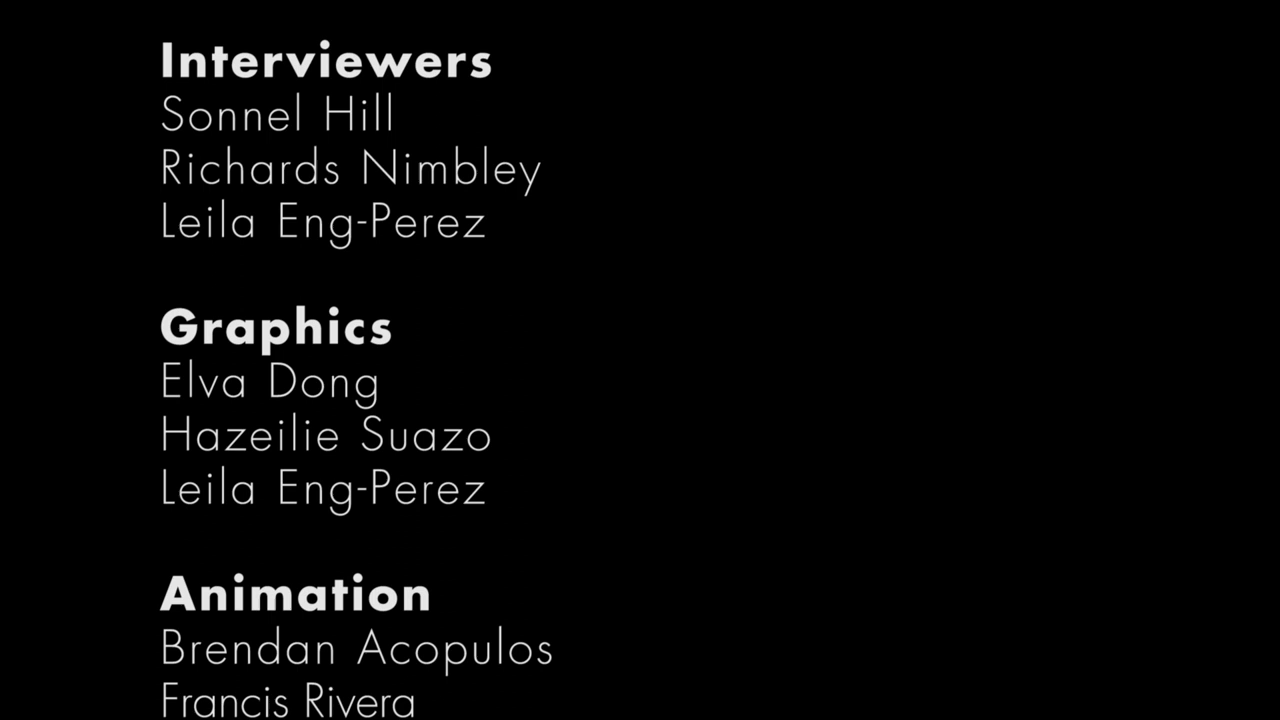 Interviewers
Sonnel Hill
Richards Nimbley
Leila Eng-Perez
Graphics
Elva Dong
Hazeilie Suazo
Leila Eng-Perez
Animation
Brendan Acopulos
Francis Rivera